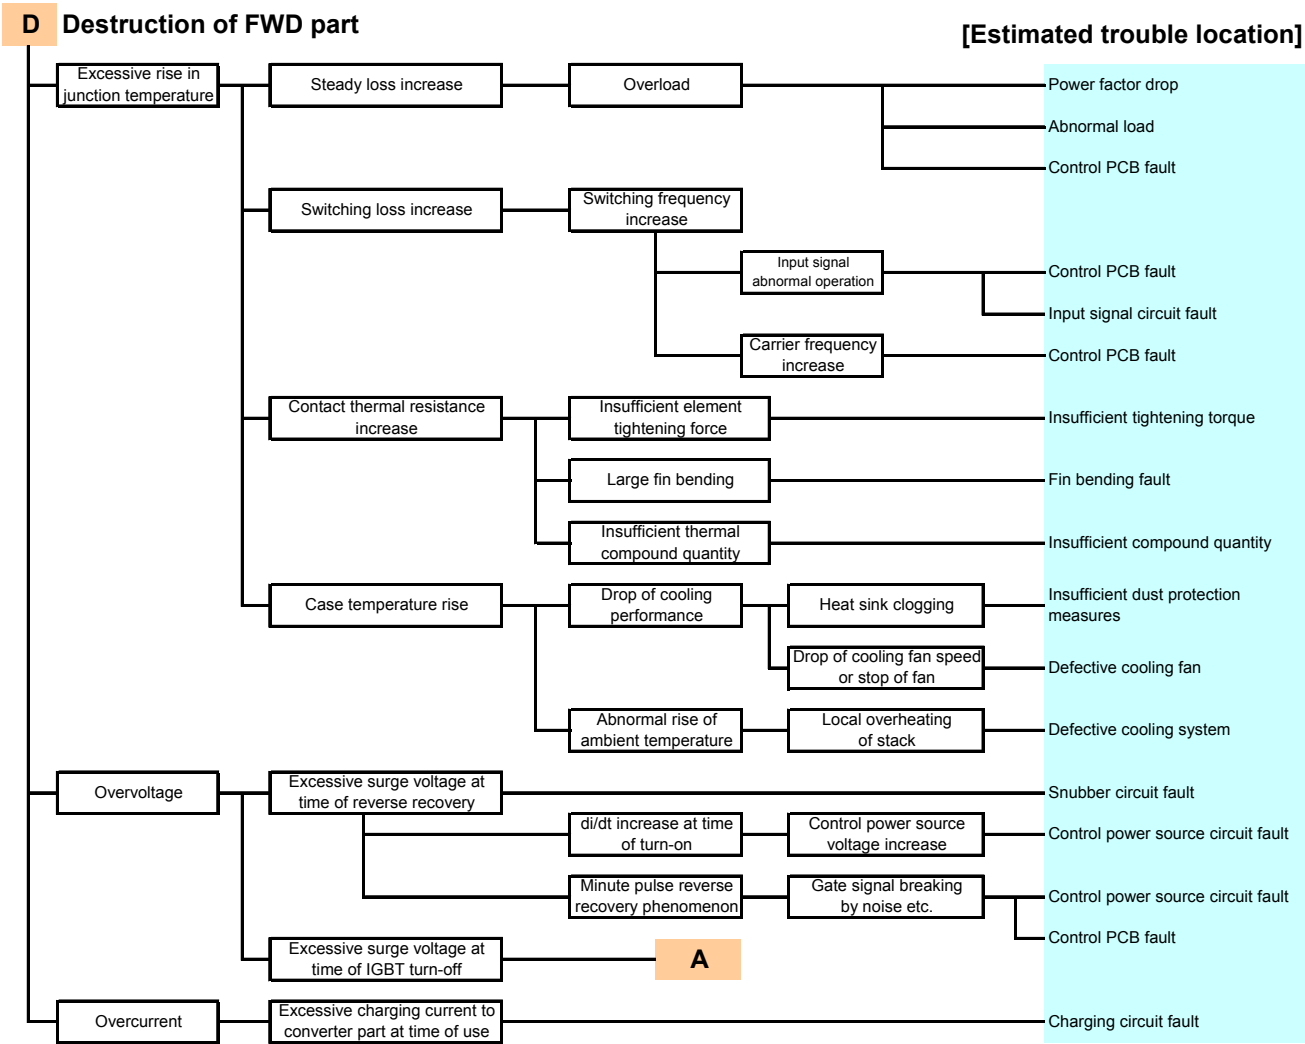 D Destruction of FWD part
[Estimated trouble location]
Excessive rise in
junction temperature
Steady loss increase
Overload
Power factor drop
Abnormal load
Control PCB fault
Switching loss increase
Switching frequency
increase
Input signal
abnormal operation
Control PCB fault
Input signal circuit fault
Carrier frequency
increase
Control PCB fault
Contact thermal resistance
increase
Insufficient element
tightening force
Insufficient tightening torque
Large fin bending
Fin bending fault
Insufficient thermal
compound quantity
Insufficient compound quantity
Case temperature rise
Drop of cooling
performance
Heat sink clogging
Insufficient dust protection
measures
Drop of cooling fan speed
or stop of fan
Defective cooling fan
Abnormal rise of
ambient temperature
Local overheating
of stack
Defective cooling system
Overvoltage
Excessive surge voltage at
time of reverse recovery
Snubber circuit fault
di/dt increase at time
of turn-on
Control power source
voltage increase
Control power source circuit fault
Minute pulse reverse
recovery phenomenon
Gate signal breaking
by noise etc.
Control power source circuit fault
Control PCB fault
Excessive surge voltage at
time of IGBT turn-off
A
Overcurrent
Excessive charging current to
converter part at time of use
Charging circuit fault